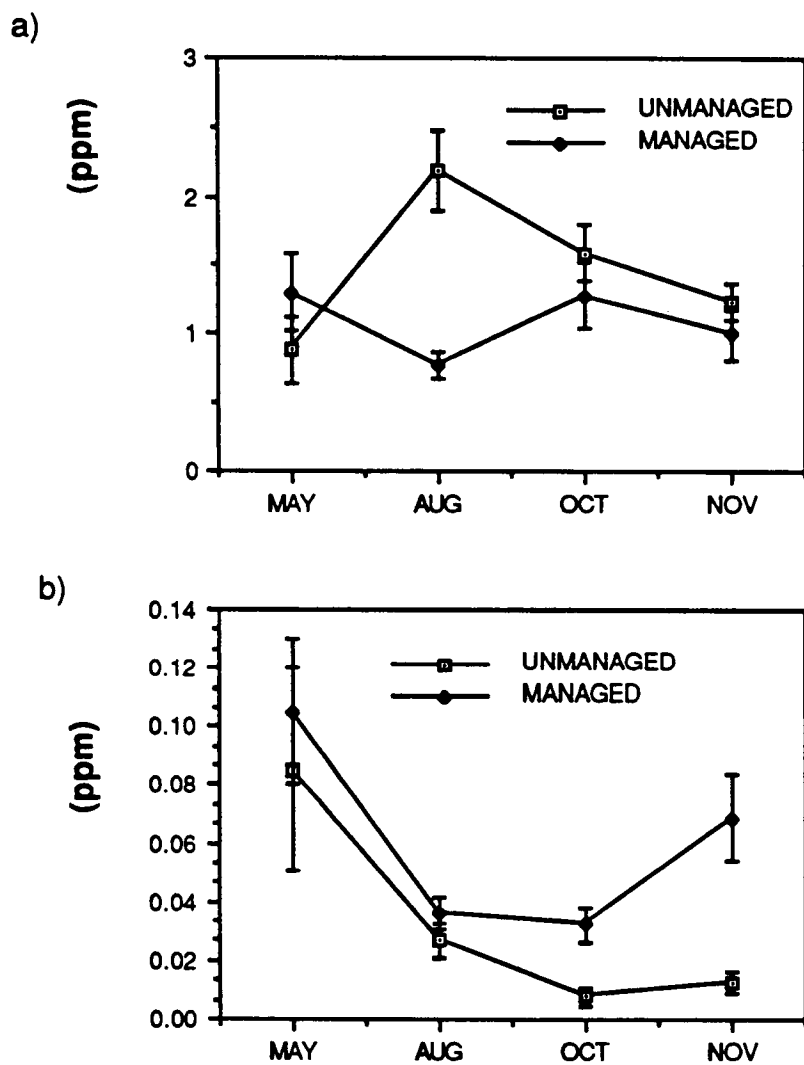 a)
(ppm)
3
2
1
0
UNMANAGED
MANAGED
MAY AUG OCT NOV
b)
(ppm)
0.14
0.12
0.10
0.08
0.06
0.04
0.02
0.00
UNMANAGED
MANAGED
MAY AUG OCT NOV